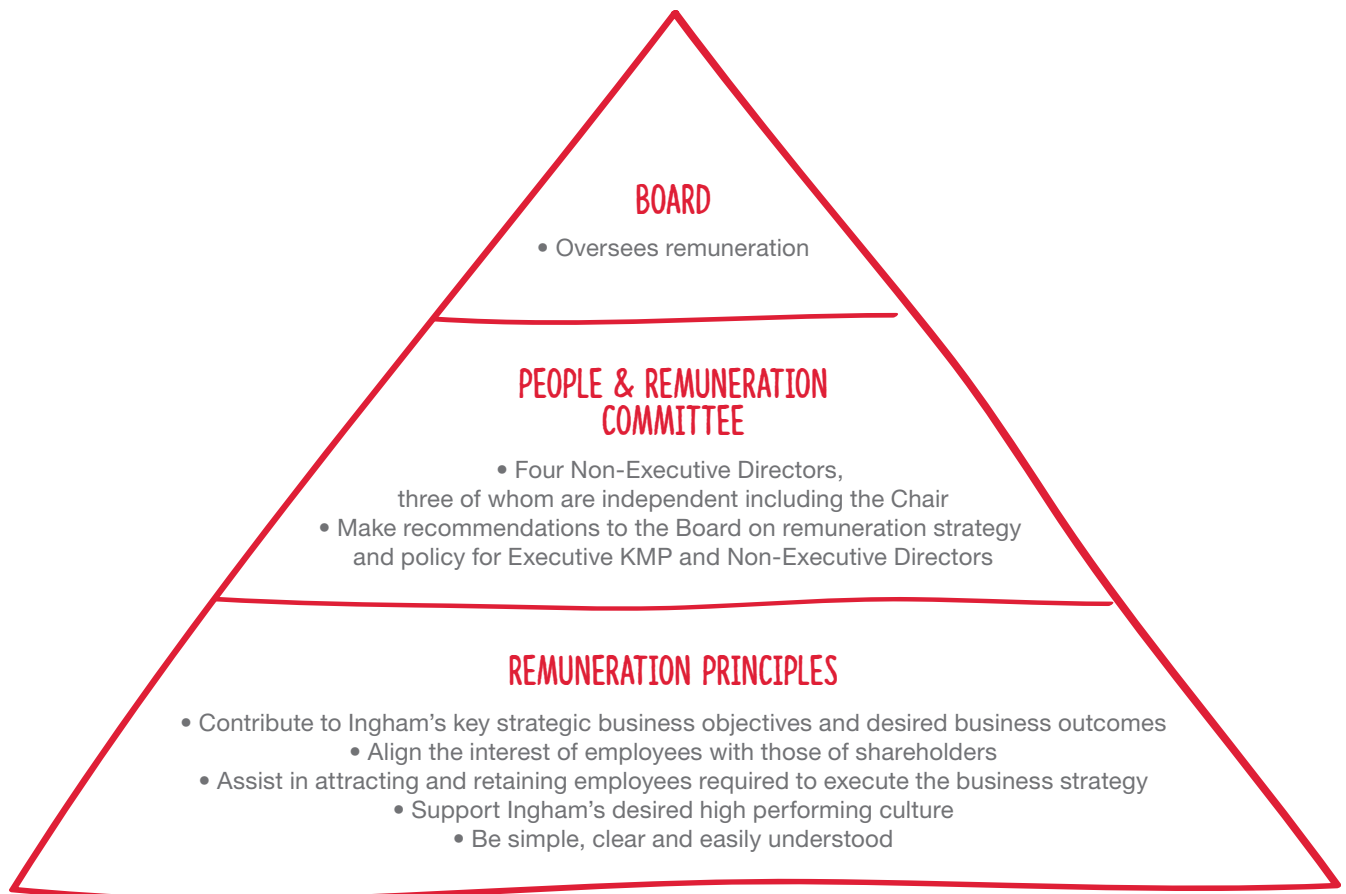 BOARD
• Oversees remuneration
PEOPLE & REMUNERATION
COMMITTEE
• Four Non-Executive Directors,
three of whom are independent including the Chair
• Make recommendations to the Board on remuneration strategy
and policy for Executive KMP and Non-Executive Directors
REMUNERATION PRINCIPLES
• Contribute to Ingham’s key strategic business objectives and desired business outcomes
• Align the interest of employees with those of shareholders
• Assist in attracting and retaining employees required to execute the business strategy
• Support Ingham’s desired high performing culture
• Be simple, clear and easily understood